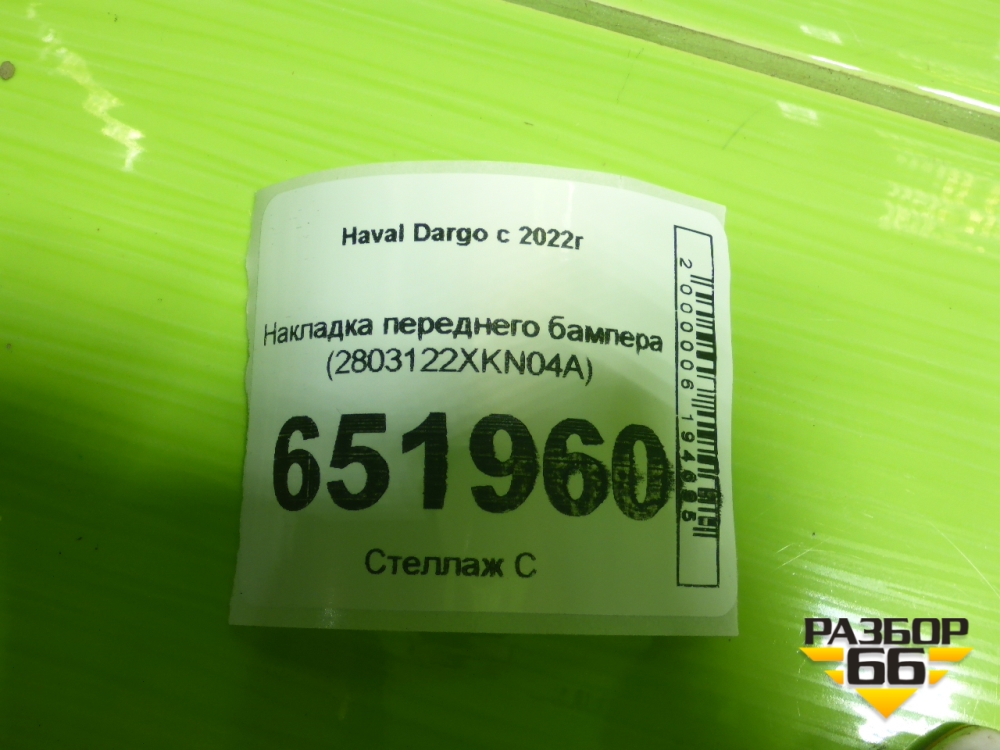 Haval Dargo с 2022г
Накладка переднего бампера
(2803122XKN04A)
651960
Стеллаж С
РАЗБОР
66